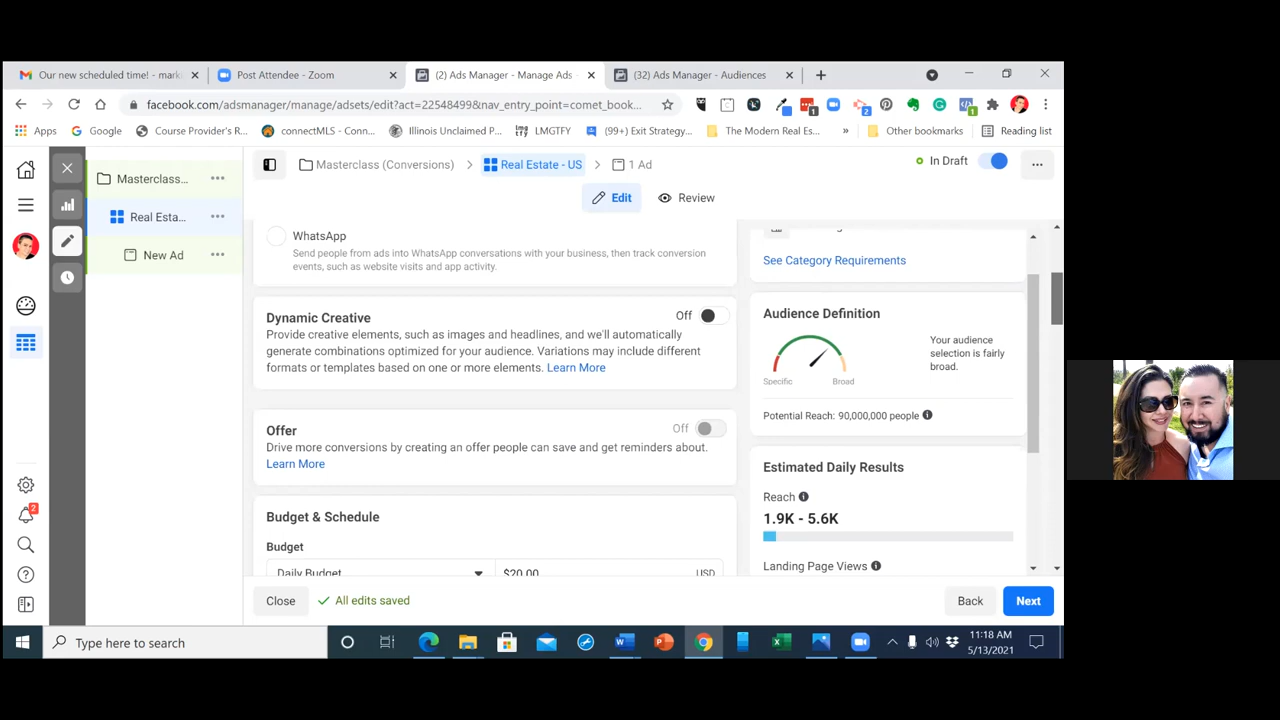 Our new scheduled time! - mark
Post Attendee - Zoom
(2) Ads Manager - Manage Ads -
(32) Ads Manager - Audiences
facebook.com/adsmanager/manage/adsets/edit?act=22548499&nav_entry_point=comet_book...
1
2
1
Apps
Google
Course Provider's R...
connectMLS - Conn...
Illinois Unclaimed P...
LMGTFY
(99+) Exit Strategy...
The Modern Real Es...
»
Other bookmarks
Reading list
Masterclass (Conversions)
Real Estate - US
1 Ad
In Draft
Edit
Review
Masterclass...
Real Esta...
New Ad
WhatsApp
Send people from ads into WhatsApp conversations with your business, then track conversion
events, such as website visits and app activity.
Dynamic Creative
Off
Provide creative elements, such as images and headlines, and we'll automatically
generate combinations optimized for your audience. Variations may include different
formats or templates based on one or more elements. Learn More
Offer
Off
Drive more conversions by creating an offer people can save and get reminders about.
Learn More
Budget & Schedule
Budget
Daily Budget
$20.00
USD
See Category Requirements
Audience Definition
Your audience
selection is fairly
broad.
Specific
Broad
Potential Reach: 90,000,000 people
Estimated Daily Results
Reach
1.9K - 5.6K
Landing Page Views
2
Close
All edits saved
Back
Next
Type here to search
11:18 AM
5/13/2021